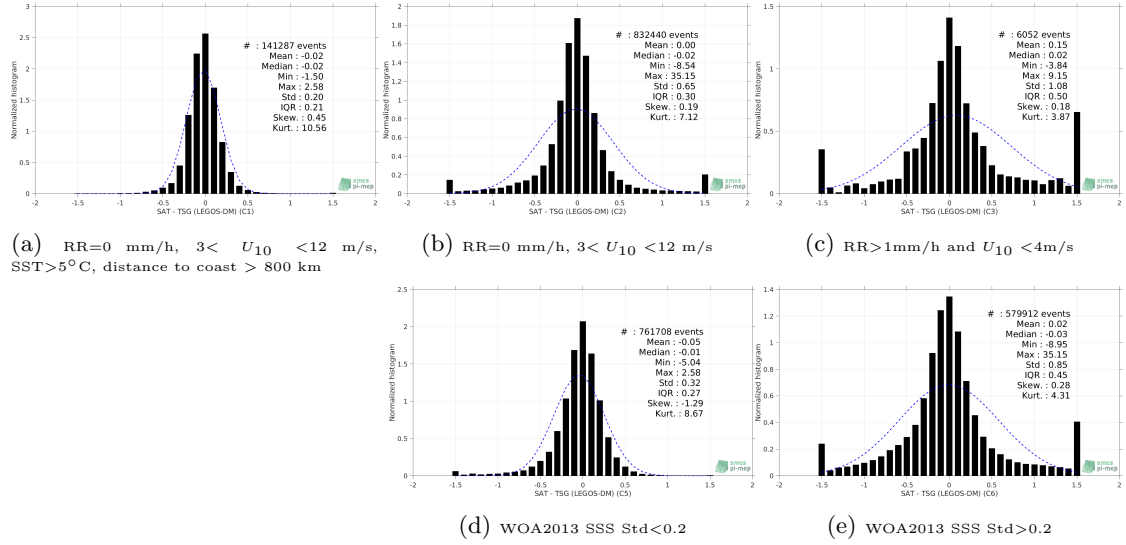 3
2.5
2
1.5
1
0.5
0
-2
-1.5
-1
-0.5
0
0.5
1
1.5
2
Normalized histogram
SAT - TSG (LEGOS-DM) (C1)
# : 141287 events
Mean : -0.02
Median : -0.02
Min : -1.50
Max : 2.58
Std : 0.20
IQR : 0.21
Skew. : 0.45
Kurt. : 10.56
smos
pi-mep
(a) RR=0 mm/h, 3< U10 <12 m/s,
SST>5°C, distance to coast > 800 km
2
1.8
1.6
1.4
1.2
1
0.8
0.6
0.4
0.2
0
-2
-1.5
-1
-0.5
0
0.5
1
1.5
2
Normalized histogram
SAT - TSG (LEGOS-DM) (C2)
# : 832440 events
Mean : 0.00
Median : -0.02
Min : -8.54
Max : 35.15
Std : 0.65
IQR : 0.30
Skew. : 0.19
Kurt. : 7.12
smos
pi-mep
(b) RR=0 mm/h, 3< U10 <12 m/s
1.5
1
0.5
0
-2
-1.5
-1
-0.5
0
0.5
1
1.5
2
Normalized histogram
SAT - TSG (LEGOS-DM) (C3)
# : 6052 events
Mean : 0.15
Median : 0.02
Min : -3.84
Max : 9.15
Std : 1.08
IQR : 0.50
Skew. : 0.18
Kurt. : 3.87
smos
pi-mep
(c) RR>1mm/h and U10 <4m/s
2.5
2
1.5
1
0.5
0
-2
-1.5
-1
-0.5
0
0.5
1
1.5
2
Normalized histogram
SAT - TSG (LEGOS-DM) (C5)
# : 761708 events
Mean : -0.05
Median : -0.01
Min : -5.04
Max : 2.58
Std : 0.32
IQR : 0.27
Skew. : -1.29
Kurt. : 8.67
smos
pi-mep
(d) WOA2013 SSS Std<0.2
1.4
1.2
1
0.8
0.6
0.4
0.2
0
-2
-1.5
-1
-0.5
0
0.5
1
1.5
2
Normalized histogram
SAT - TSG (LEGOS-DM) (C6)
# : 579912 events
Mean : 0.02
Median : -0.03
Min : -8.95
Max : 35.15
Std : 0.85
IQR : 0.45
Skew. : 0.28
Kurt. : 4.31
smos
pi-mep
(e) WOA2013 SSS Std>0.2